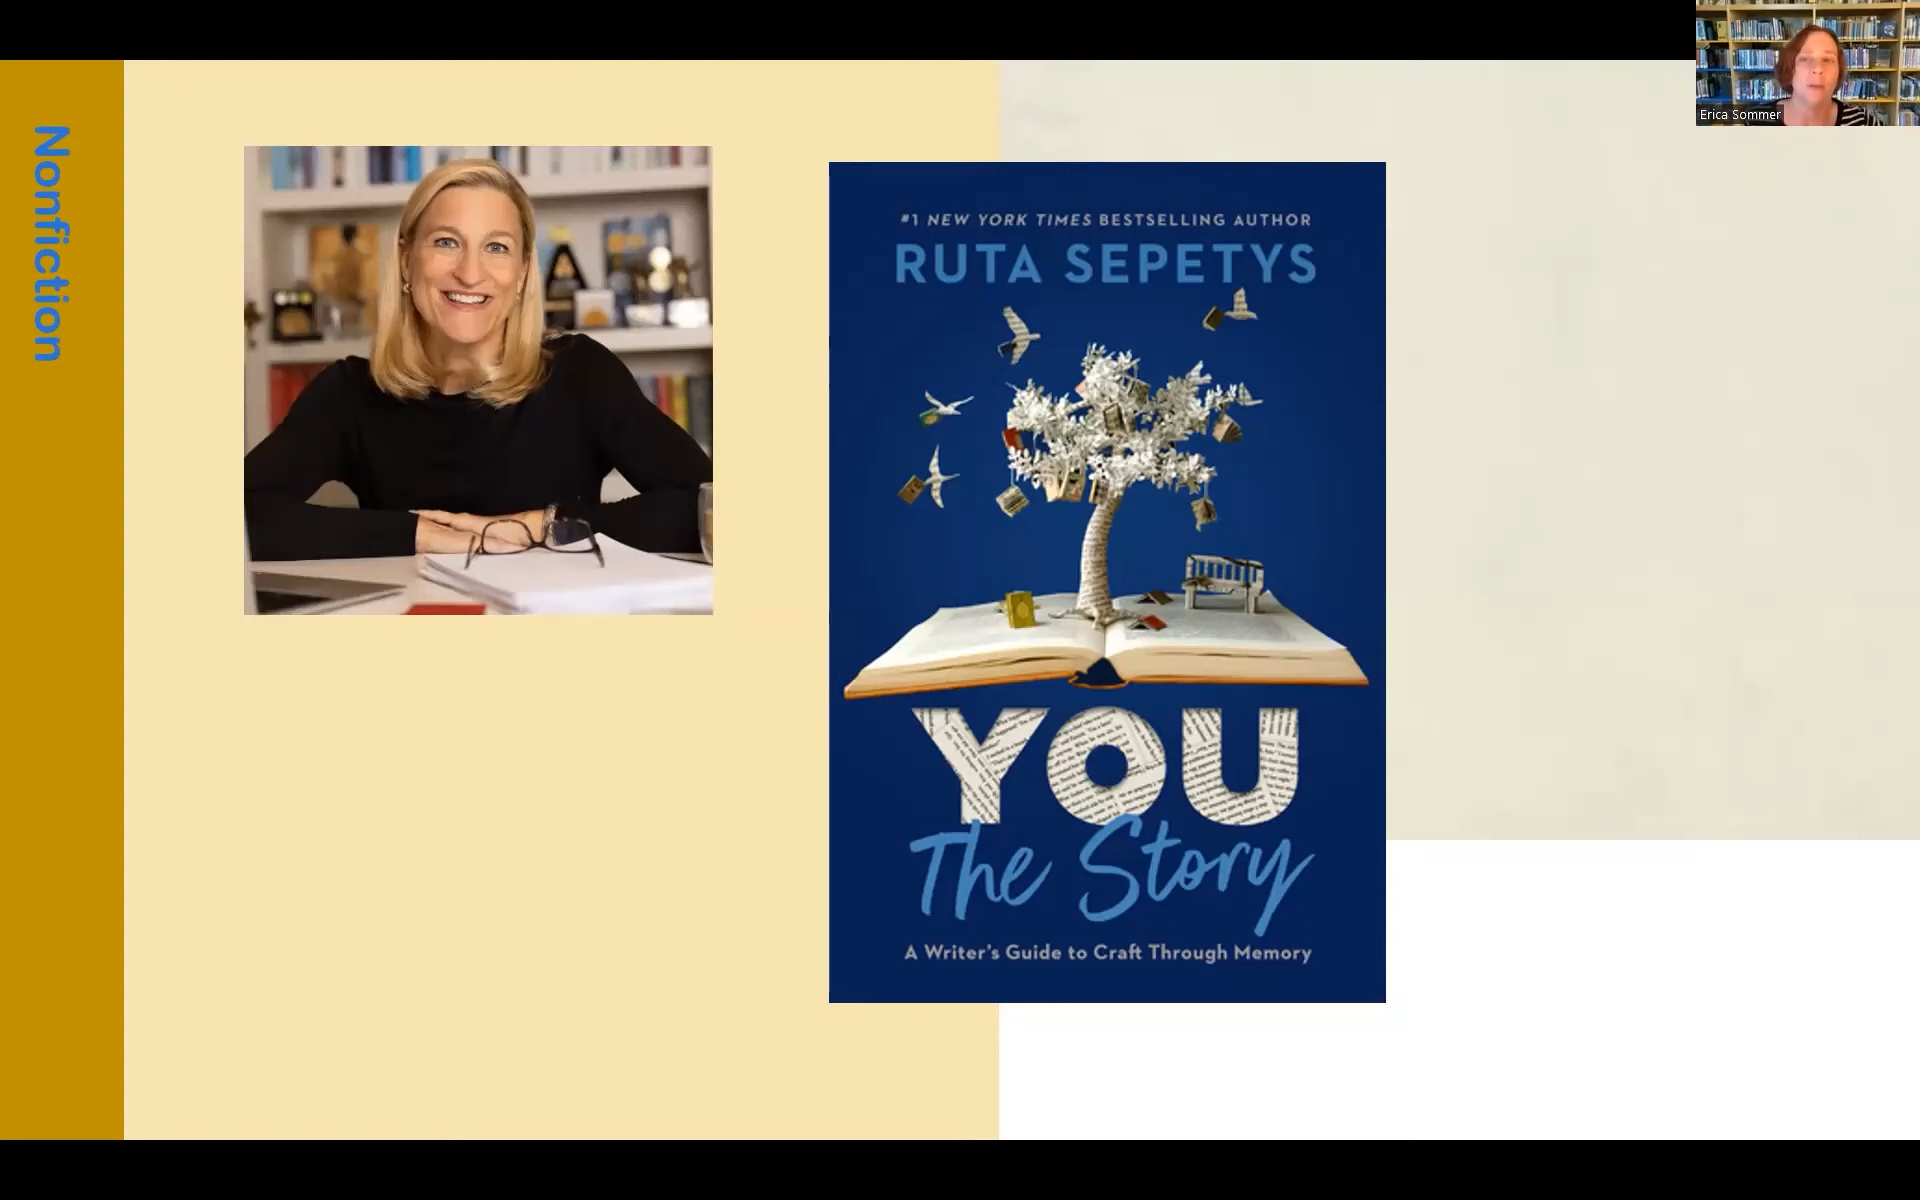 Nonfiction
Erica Sommer
#1 NEW YORK TIMES BESTSELLING AUTHOR
RUTA SEPETYS
YOU
The Story
A Writer's Guide to Craft Through Memory